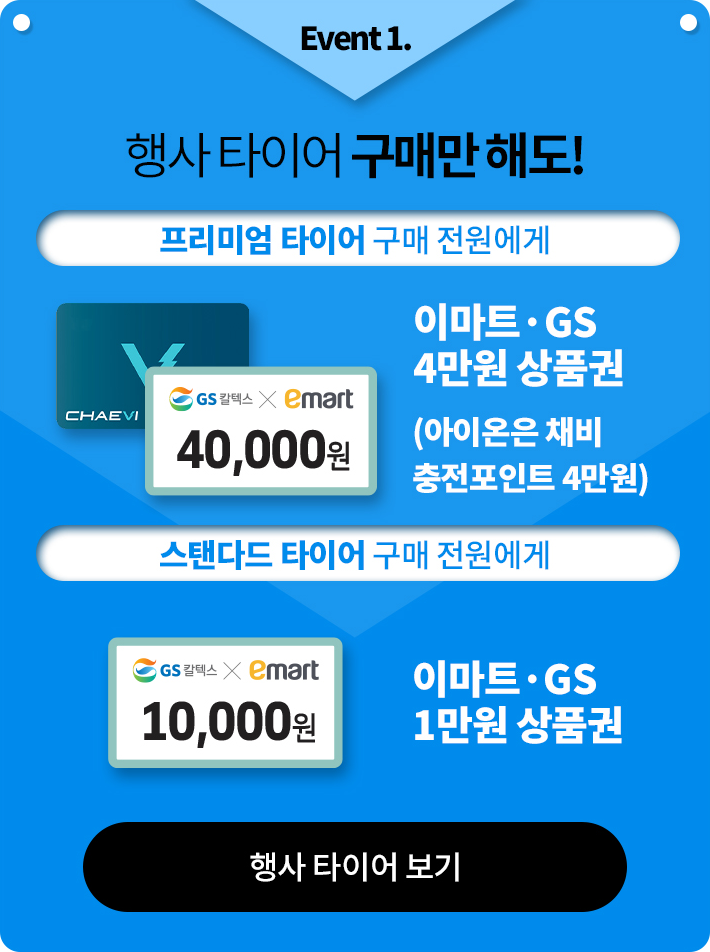 Event 1.
행사 타이어 구매만 해도!
프리미엄 타이어 구매 전원에게
CHAEVI
GS 칼텍스 × emart
40,000원
이마트·GS
4만원 상품권
(아이온은 채비
충전포인트 4만원)
스탠다드 타이어 구매 전원에게
GS 칼텍스 × emart
10,000원
이마트·GS
1만원 상품권
행사 타이어 보기